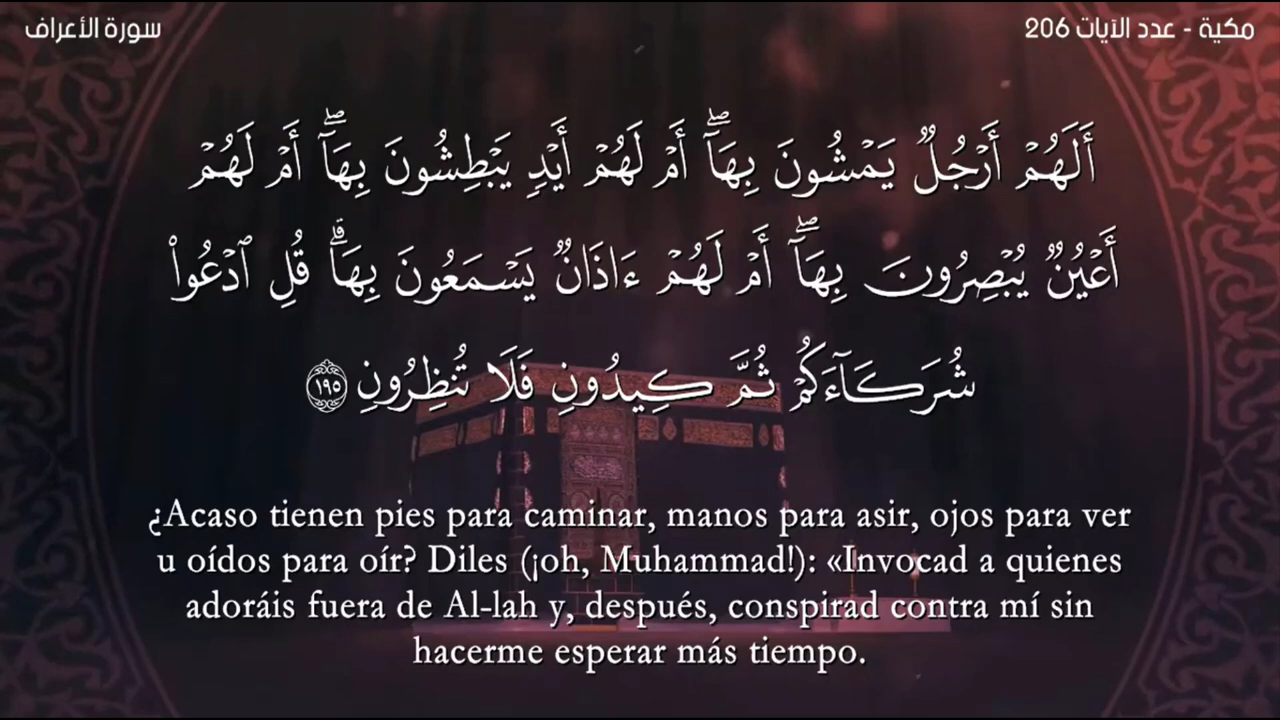 مكية - عدد الآيات 206
سورة الأعراف
أَلَهُمْ أَرْجُلٌ يَمْشُونَ بِهَآ ۖ أَمْ لَهُمْ أَيْدٍ يَبْطِشُونَ بِهَآ ۖ أَمْ لَهُمْ
أَعْيُنٌ يُبْصِرُونَ بِهَآ ۖ أَمْ لَهُمْ ءَاذَانٌ يَسْمَعُونَ بِهَا ۗ قُلِ ٱدْعُوا۟
شُرَكَآءَكُمْ ثُمَّ كِيدُونِ فَلَا تُنظِرُونِ ١٩٥
¿Acaso tienen pies para caminar, manos para asir, ojos para ver
u oídos para oír? Diles (¡oh, Muhammad!): «Invocad a quienes
adoráis fuera de Al-lah y, después, conspirad contra mí sin
hacerme esperar más tiempo.